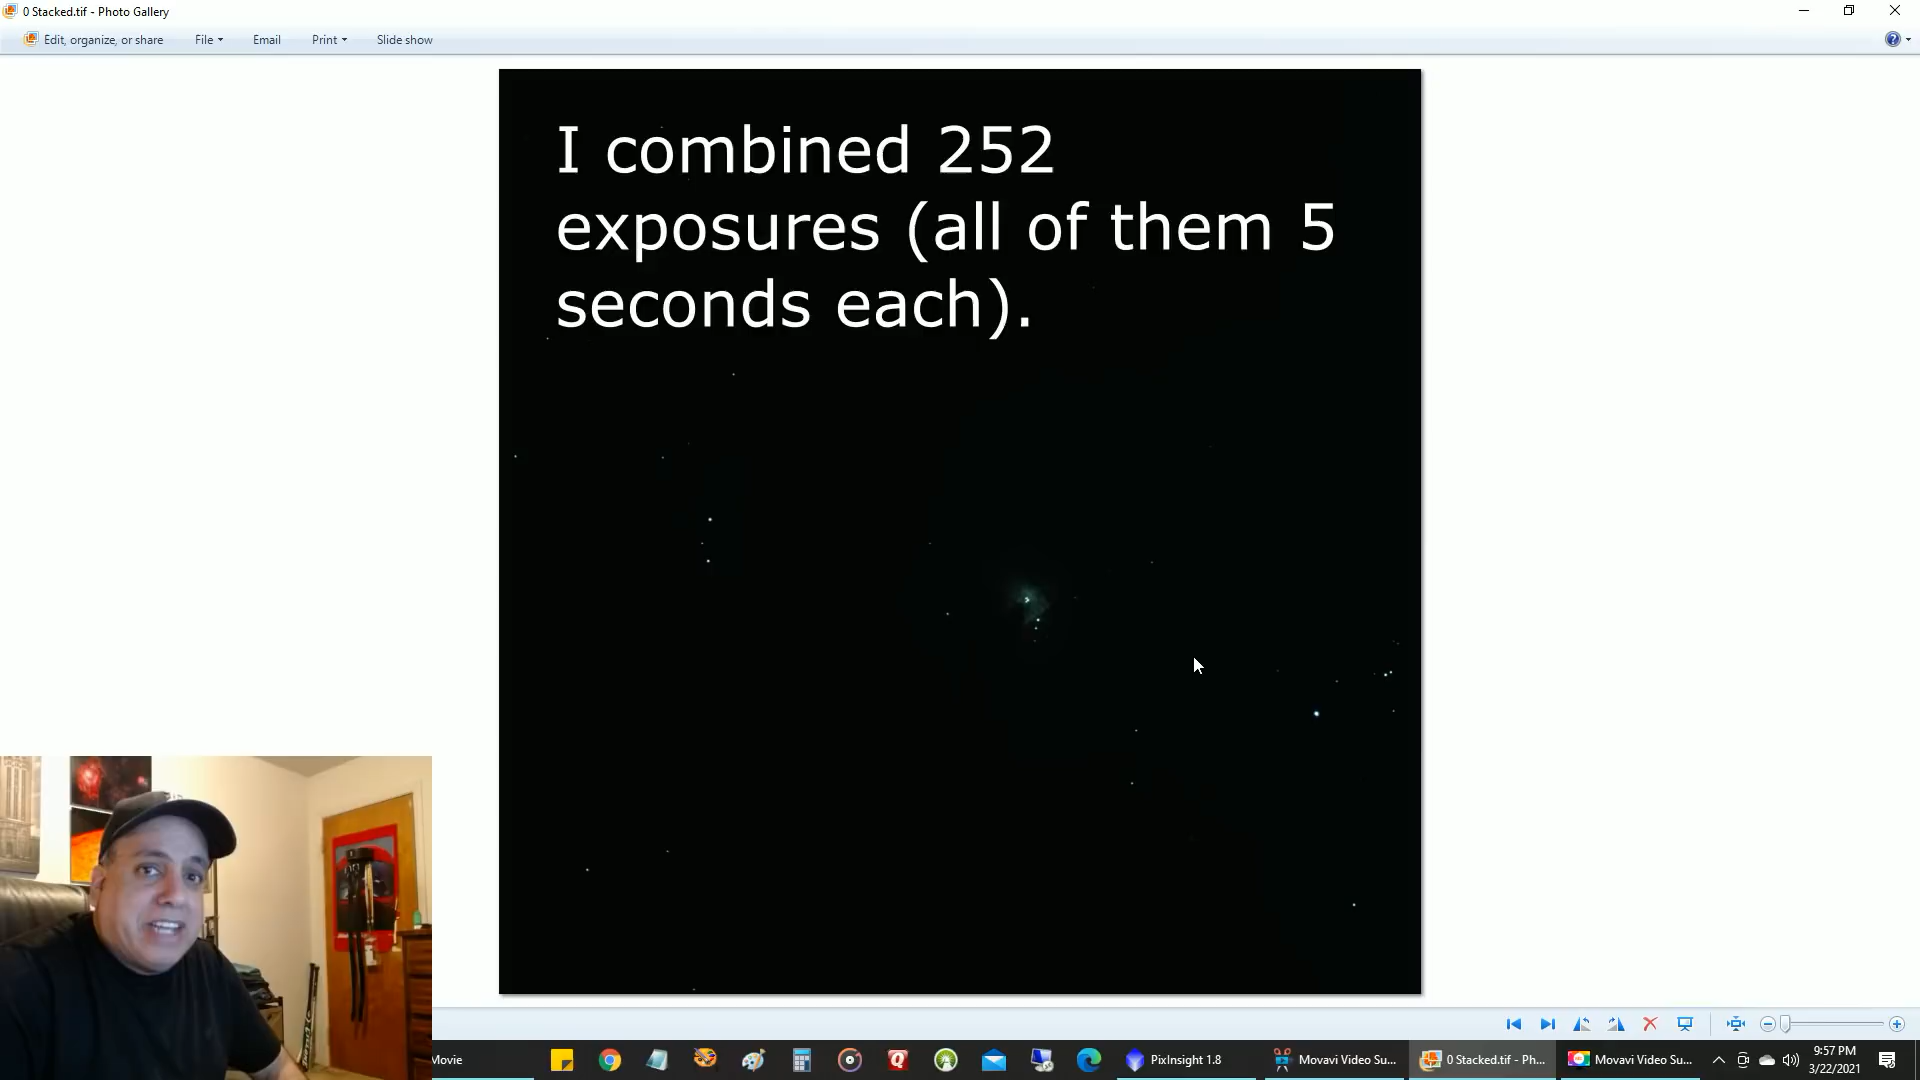 0 Stacked.tif - Photo Gallery
Edit, organize, or share File Email Print Slide show
I combined 252
exposures (all of them 5
seconds each).
Movie PixInsight 1.8 Movavi Video Su... 0 Stacked.tif - Ph... Movavi Video Su... 9:57 PM
3/22/2021